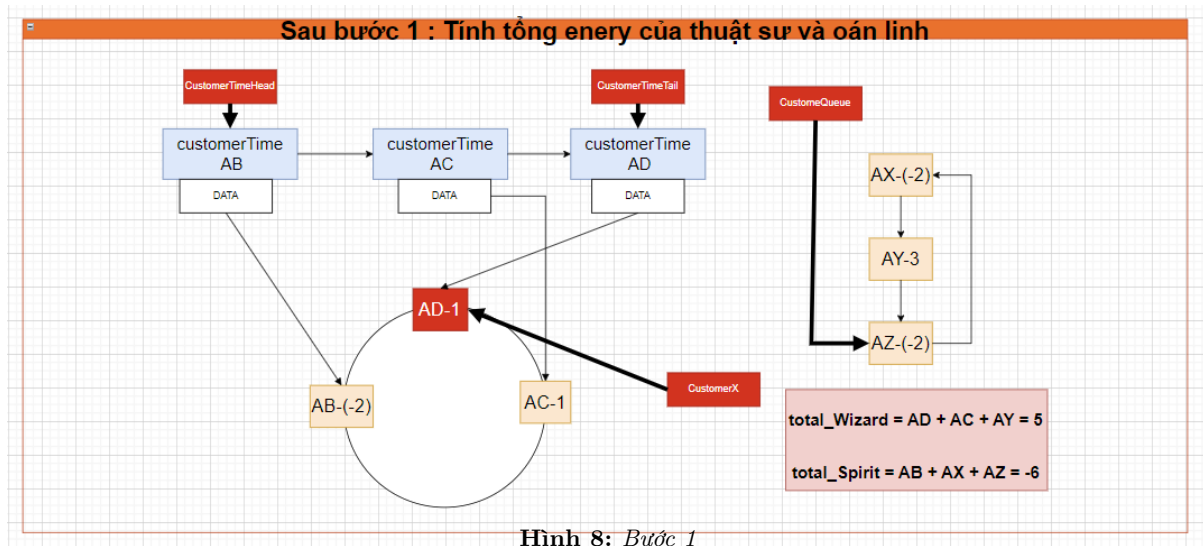 Sau bước 1 : Tính tổng enery của thuật sư và oán linh
CustomerTimeHead
CustomerTimeTail
CustomeQueue
customerTime
AB
customerTime
AC
customerTime
AD
DATA
DATA
DATA
AX-(-2)
AY-3
AZ-(-2)
AD-1
AB-(-2)
AC-1
CustomerX
total_Wizard = AD + AC + AY = 5
total_Spirit = AB + AX + AZ = -6
Hình 8: Bước 1